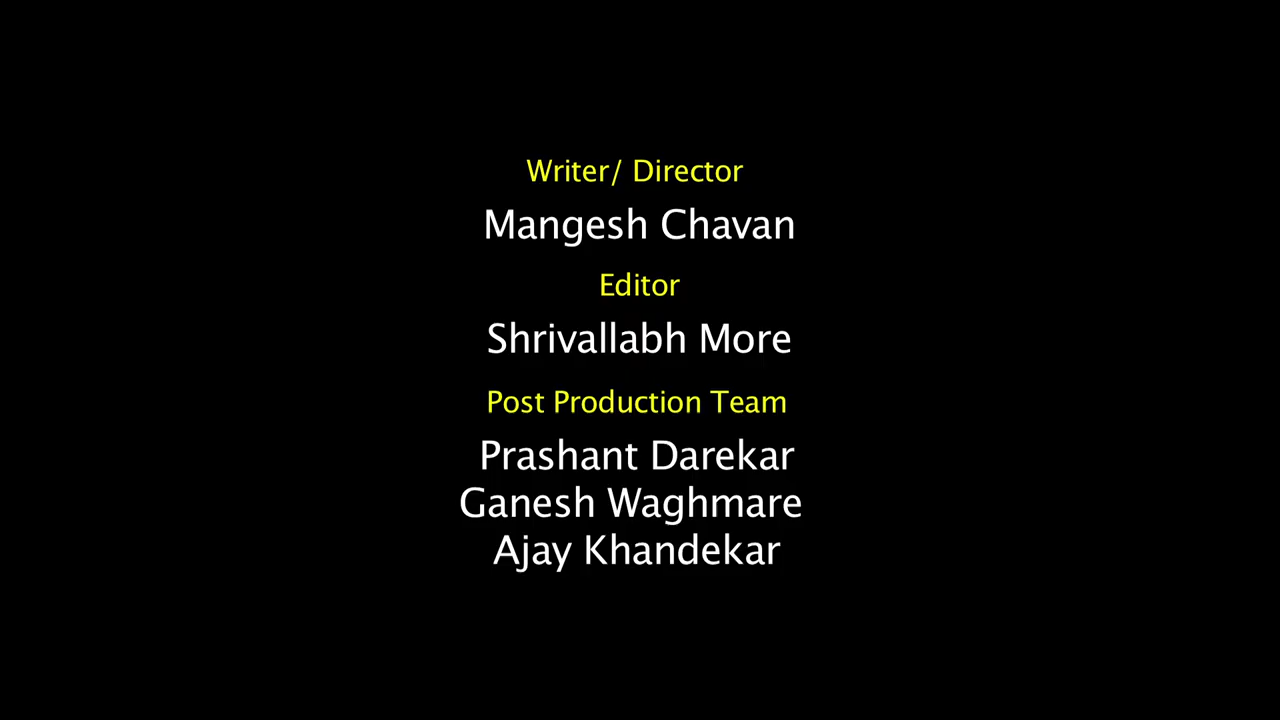 Writer/ Director
Mangesh Chavan
Editor
Shrivallabh More
Post Production Team
Prashant Darekar
Ganesh Waghmare
Ajay Khandekar